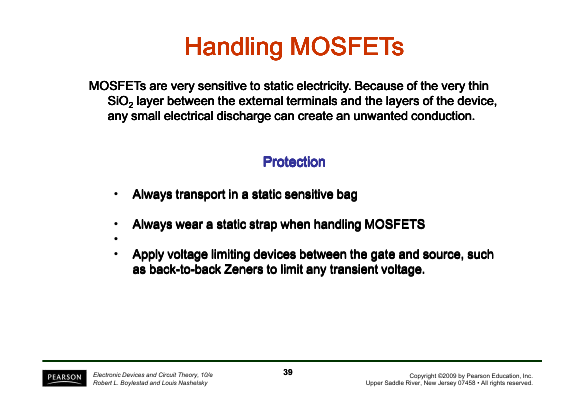 Handling MOSFETs
MOSFETs are very sensitive to static electricity. Because of the very thin
SiO₂ layer between the external terminals and the layers of the device,
any small electrical discharge can create an unwanted conduction.
Protection
• Always transport in a static sensitive bag
• Always wear a static strap when handling MOSFETS
•
• Apply voltage limiting devices between the gate and source, such
as back-to-back Zeners to limit any transient voltage.
PEARSON
Electronic Devices and Circuit Theory, 10/e
Robert L. Boylestad and Louis Nashelsky
39
Copyright ©2009 by Pearson Education, Inc.
Upper Saddle River, New Jersey 07458 • All rights reserved.